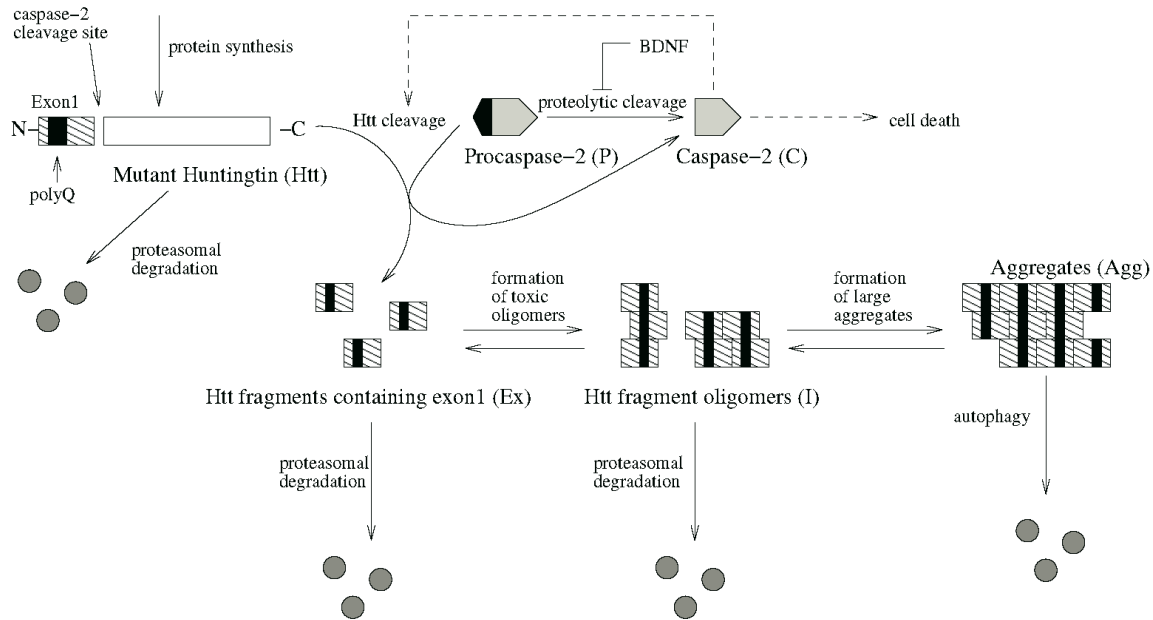 caspase−2
cleavage site
protein synthesis
BDNF
Exon1
proteolytic cleavage
N−
−C
Htt cleavage
cell death
Procaspase−2 (P)
Caspase−2 (C)
Mutant Huntingtin (Htt)
polyQ
proteasomal
degradation
formation
of toxic
oligomers
formation
of large
aggregates
Aggregates (Agg)
Htt fragments containing exon1 (Ex)
Htt fragment oligomers (I)
autophagy
proteasomal
degradation
proteasomal
degradation